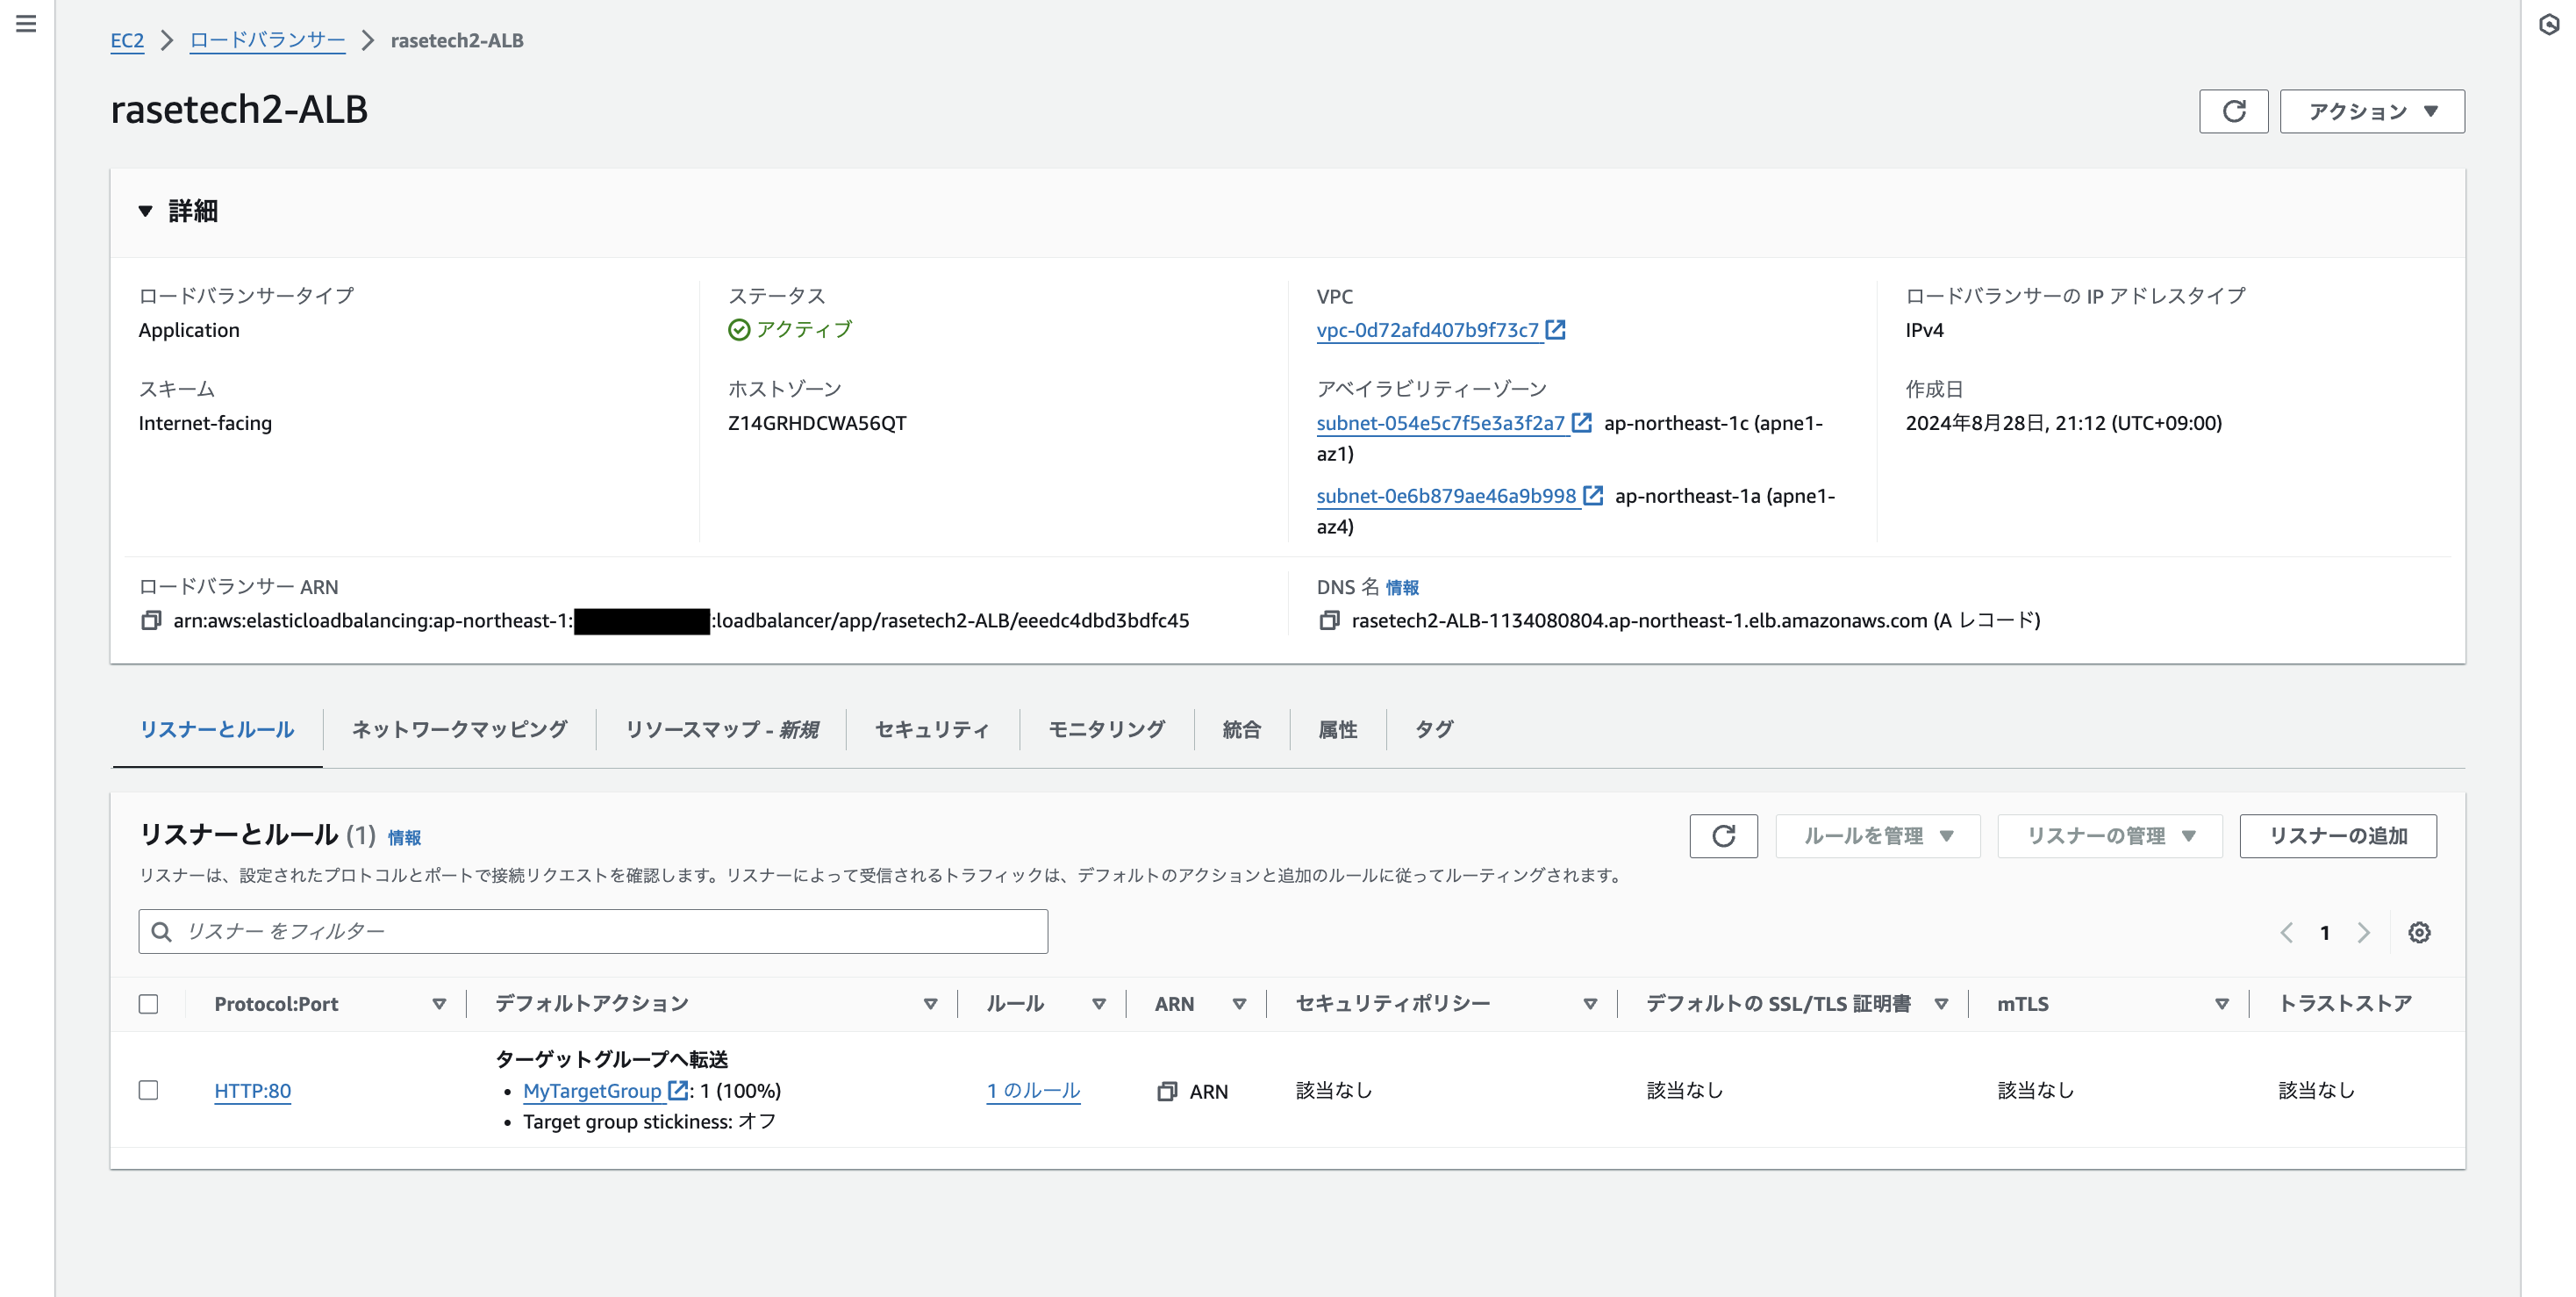 EC2 > ロードバランサー > rasetech2-ALB
rasetech2-ALB
アクション
詳細
ロードバランサータイプ
Application
ステータス
アクティブ
VPC
vpc-0d72afd407b9f73c7
ロードバランサーの IP アドレスタイプ
IPv4
スキーム
Internet-facing
ホストゾーン
Z14GRHDCWA56QT
アベイラビリティーゾーン
subnet-054e5c7f5e3a3f2a7 ap-northeast-1c (apne1-
az1)
subnet-0e6b879ae46a9b998 ap-northeast-1a (apne1-
az4)
作成日
2024年8月28日, 21:12 (UTC+09:00)
ロードバランサー ARN
arn:aws:elasticloadbalancing:ap-northeast-1: :loadbalancer/app/rasetech2-ALB/eeedc4dbd3bdfc45
DNS 名 情報
rasetech2-ALB-1134080804.ap-northeast-1.elb.amazonaws.com (A レコード)
リスナーとルール ネットワークマッピング リソースマップ - 新規 セキュリティ モニタリング 統合 属性 タグ
リスナーとルール (1) 情報
ルールを管理 リスナーの管理 リスナーの追加
リスナーは、設定されたプロトコルとポートで接続リクエストを確認します。リスナーによって受信されるトラフィックは、デフォルトのアクションと追加のルールに従ってルーティングされます。
リスナー をフィルター
1
Protocol:Port デフォルトアクション ルール ARN セキュリティポリシー デフォルトの SSL/TLS 証明書 mTLS トラストストア
ターゲットグループへ転送
HTTP:80 • MyTargetGroup : 1 (100%) 1 のルール ARN 該当なし 該当なし 該当なし 該当なし
• Target group stickiness: オフ